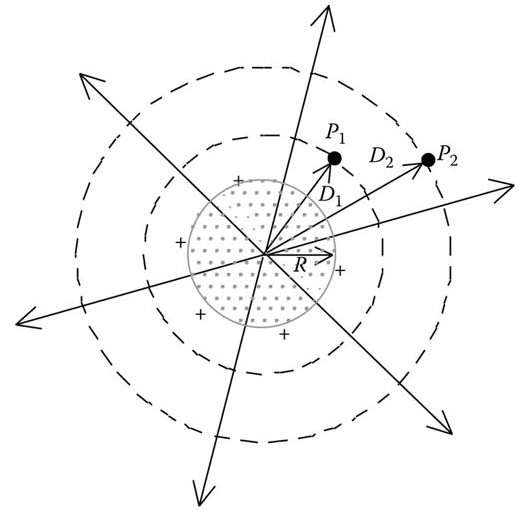 P₁
D₂
P₂
D₁
+
+
R
+
+
+